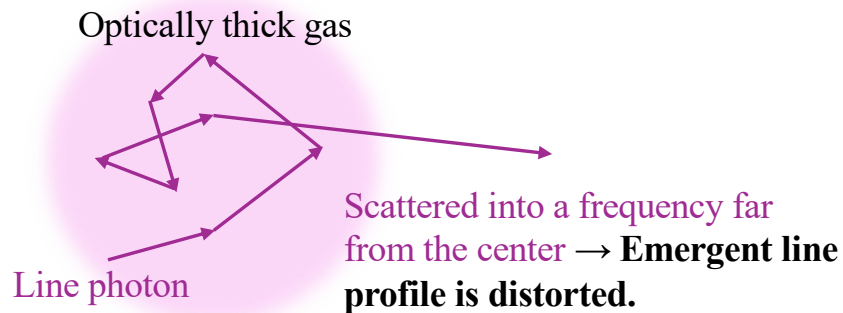 Optically thick gas
Scattered into a frequency far
from the center → Emergent line
profile is distorted.
Line photon